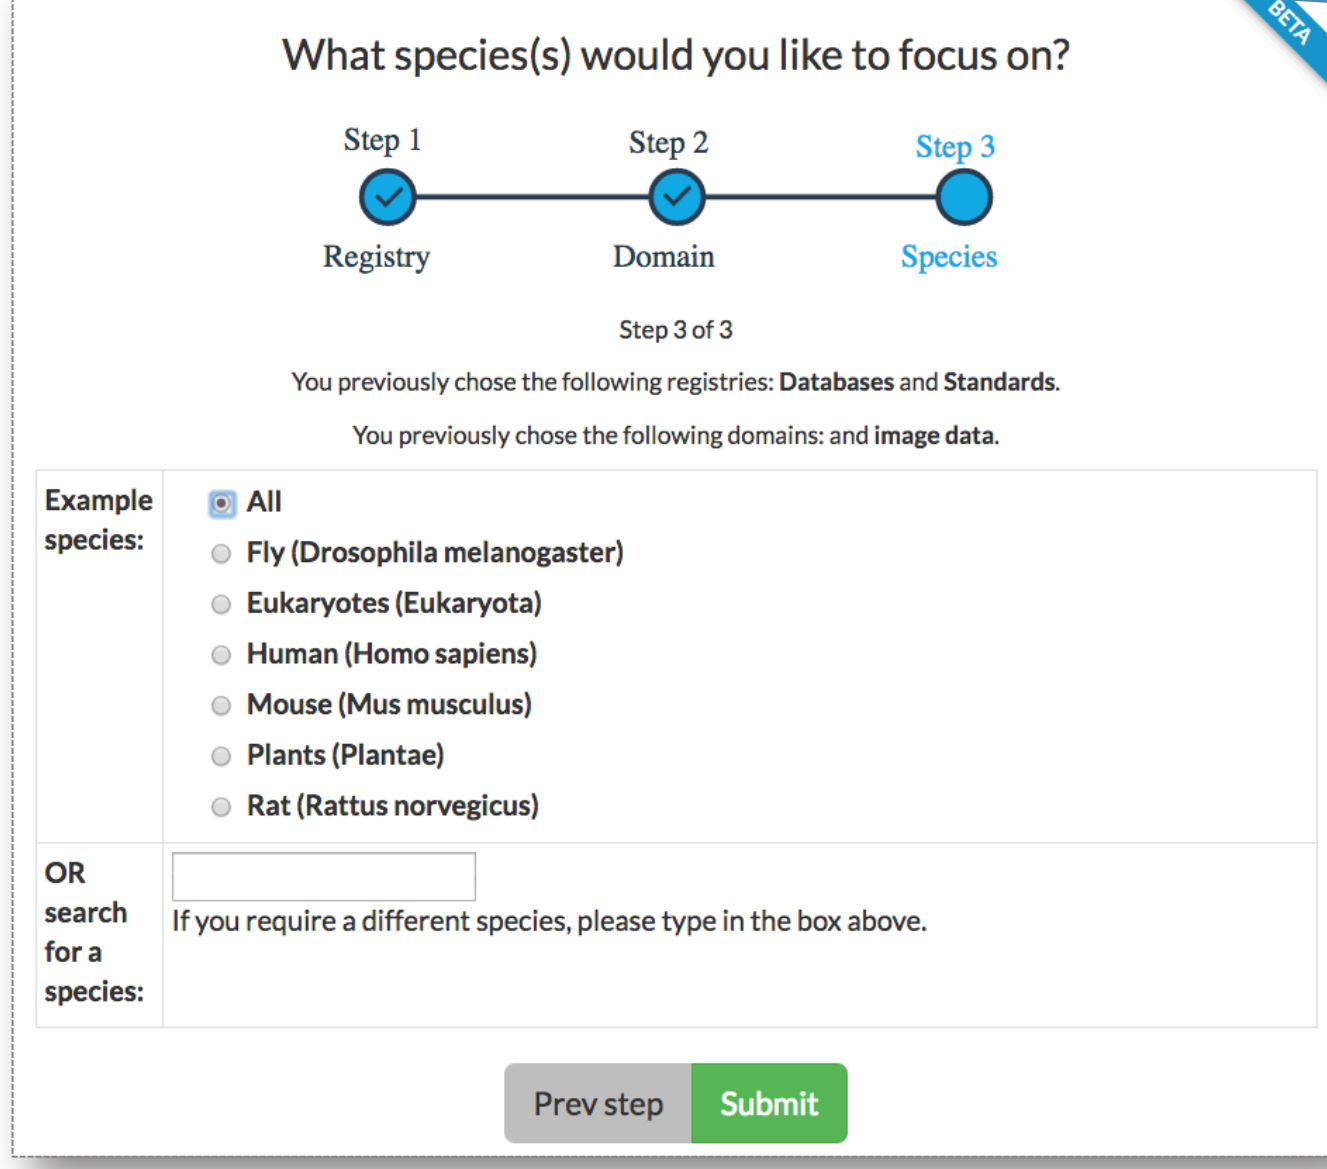 BETA
What species(s) would you like to focus on?
Step 1 Step 2 Step 3
Registry Domain Species
Step 3 of 3
You previously chose the following registries: Databases and Standards.
You previously chose the following domains: and image data.
Example
species:
All
Fly (Drosophila melanogaster)
Eukaryotes (Eukaryota)
Human (Homo sapiens)
Mouse (Mus musculus)
Plants (Plantae)
Rat (Rattus norvegicus)
OR
search
for a
species:
If you require a different species, please type in the box above.
Prev step Submit